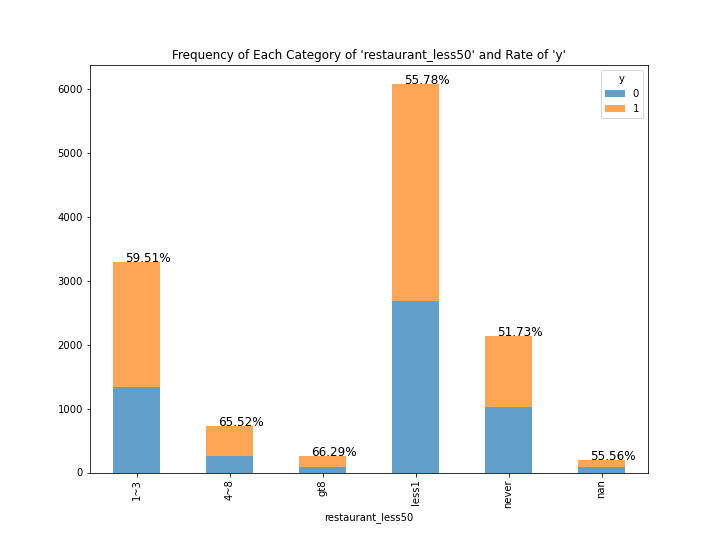 Frequency of Each Category of 'restaurant_less50' and Rate of 'y'
y
0
1
6000
5000
4000
3000
2000
1000
0
59.51%
65.52%
66.29%
55.78%
51.73%
55.56%
1~3
4~8
gt8
less1
never
nan
restaurant_less50